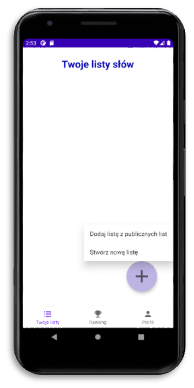 2:53
Twoje listy słów
Dodaj listę z publicznych list
Stwórz nową listę
Twoje listy
Ranking
Profil